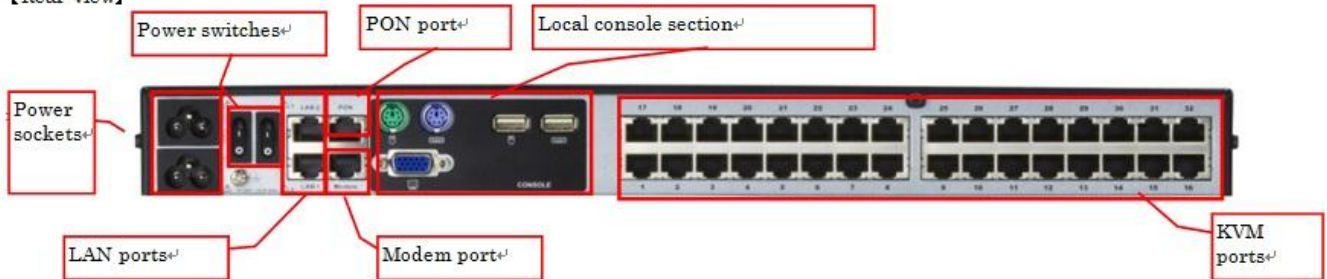 【Rear view】
Power switches↵
PON port↵
Local console section↵
Power
sockets↵
LAN 2 PON
17 18 19 20 21 22 23 24 25 26 27 28 29 30 31 32
LAN 1 Modem
CONSOLE
1 2 3 4 5 6 7 8 9 10 11 12 13 14 15 16
LAN ports↵
Modem port↵
KVM
ports↵